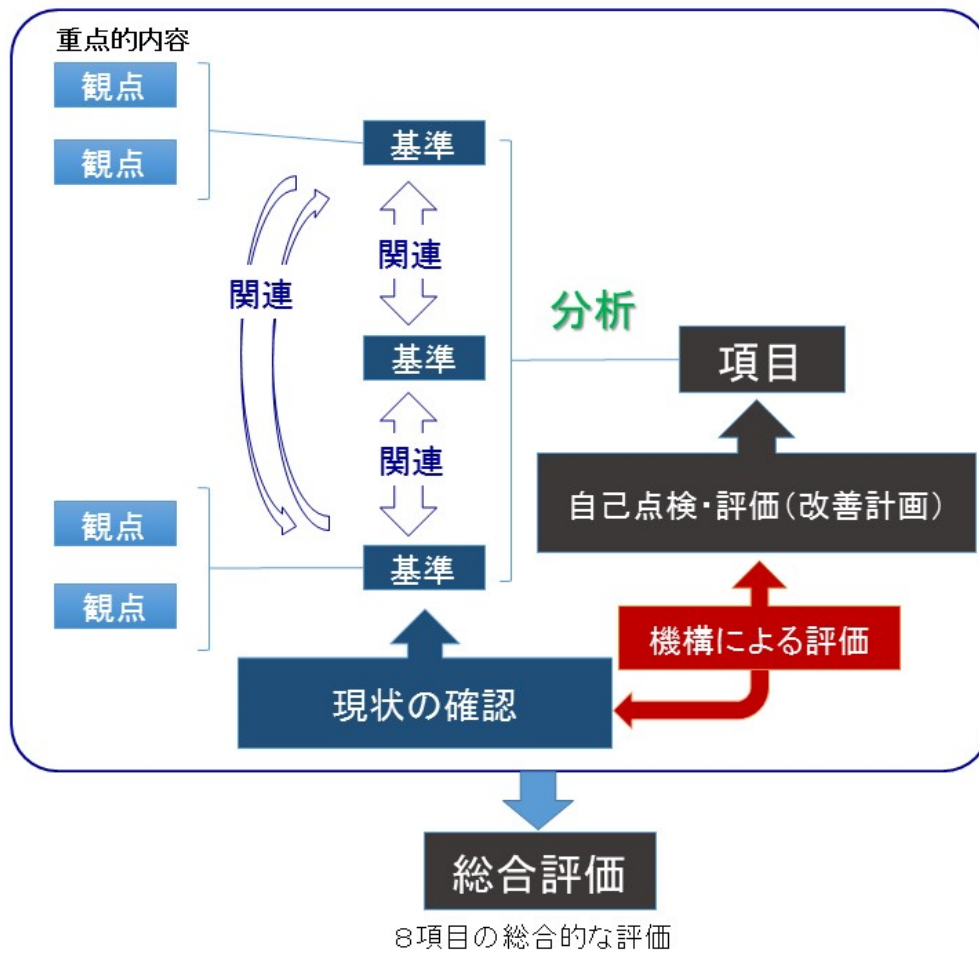 重点的内容
観点
観点
基準
関連
関連
基準
分析
項目
関連
自己点検・評価（改善計画）
観点
観点
基準
機構による評価
現状の確認
総合評価
８項目の総合的な評価